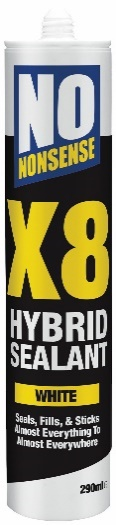 NO
NONSENSE
X8
HYBRID
SEALANT
WHITE
Seals, Fills, & Sticks
Almost Everything To
Almost Everywhere
290ml